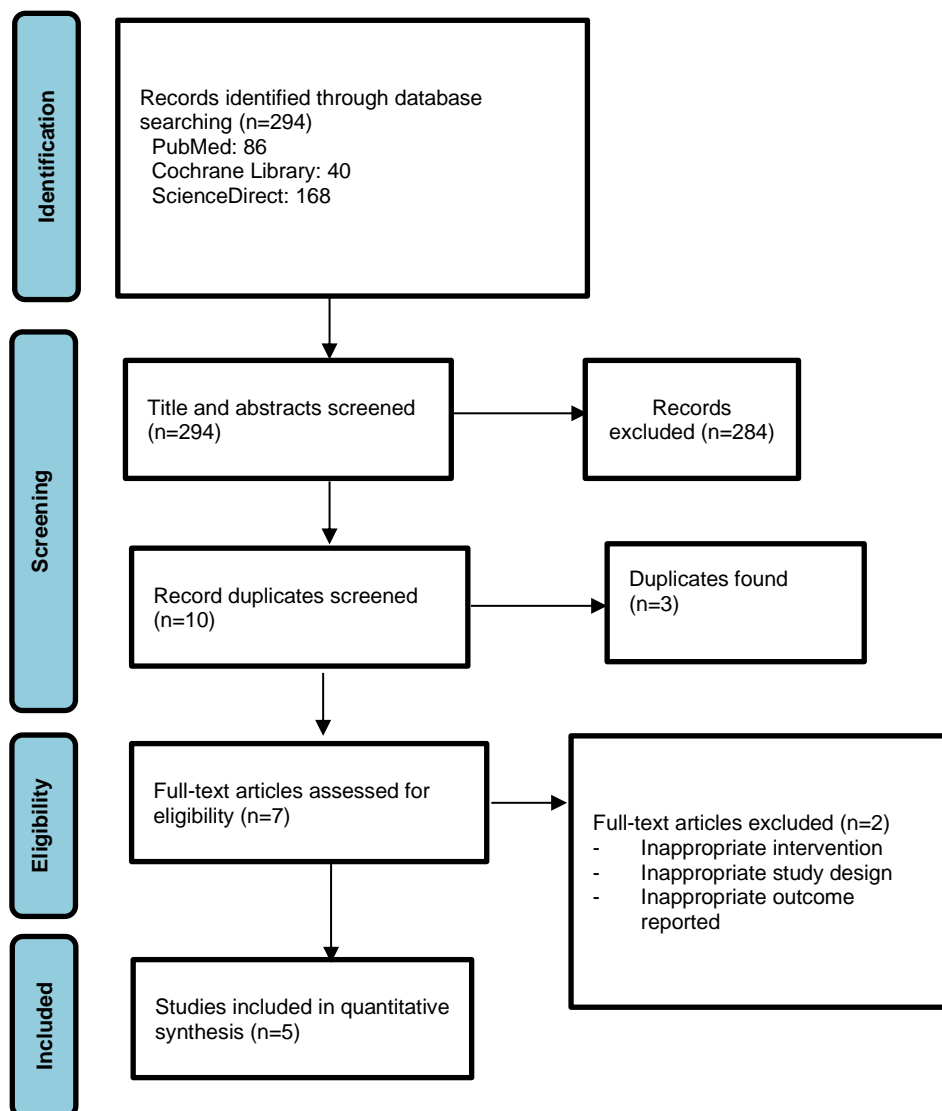 Identification
Records identified through database
searching (n=294)
PubMed: 86
Cochrane Library: 40
ScienceDirect: 168
Screening
Title and abstracts screened
(n=294)
Records
excluded (n=284)
Record duplicates screened
(n=10)
Duplicates found
(n=3)
Eligibility
Full-text articles assessed for
eligibility (n=7)
Full-text articles excluded (n=2)
- Inappropriate intervention
- Inappropriate study design
- Inappropriate outcome
reported
Included
Studies included in quantitative
synthesis (n=5)